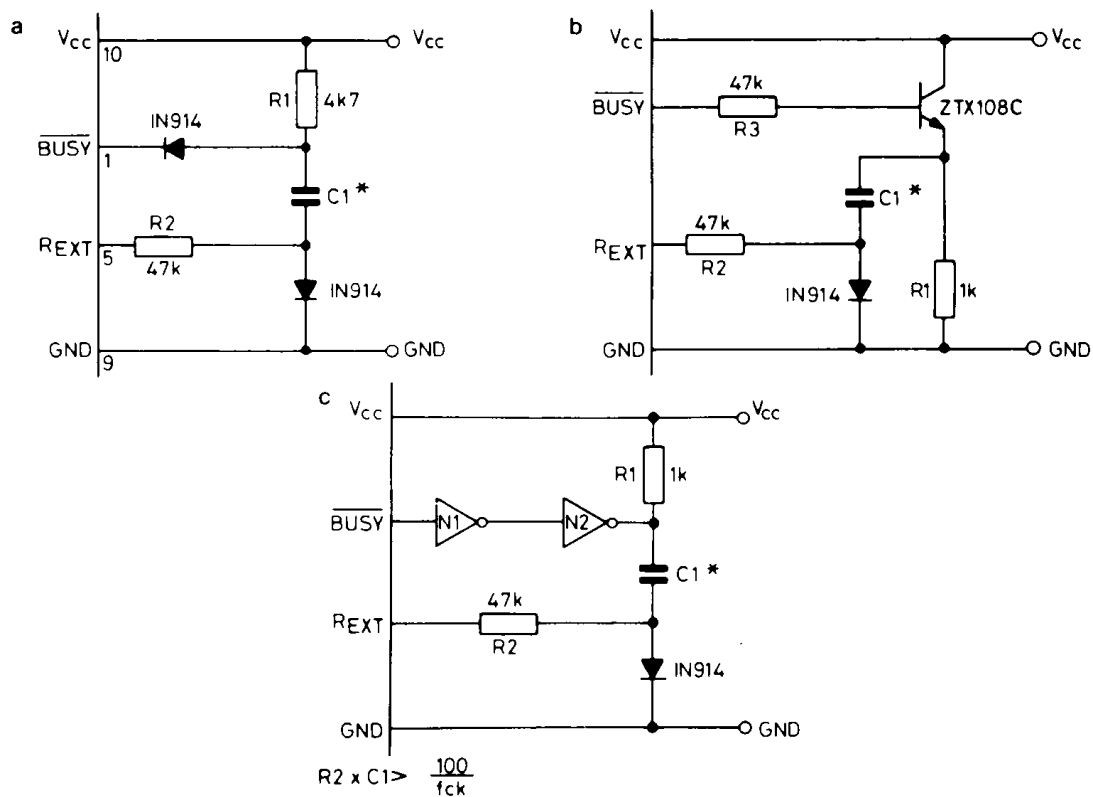 a
Vcc
10
Vcc
R1
4k7
IN914
BUSY
1
C1*
R2
REXT
5
47k
IN914
GND
9
GND
b
Vcc
Vcc
47k
BUSY
R3
ZTX108C
C1*
47k
REXT
R2
IN914
R1
1k
GND
GND
c
Vcc
Vcc
R1
1k
BUSY
N1
N2
C1*
47k
REXT
R2
IN914
GND
GND
R2 x C1> 100
fck